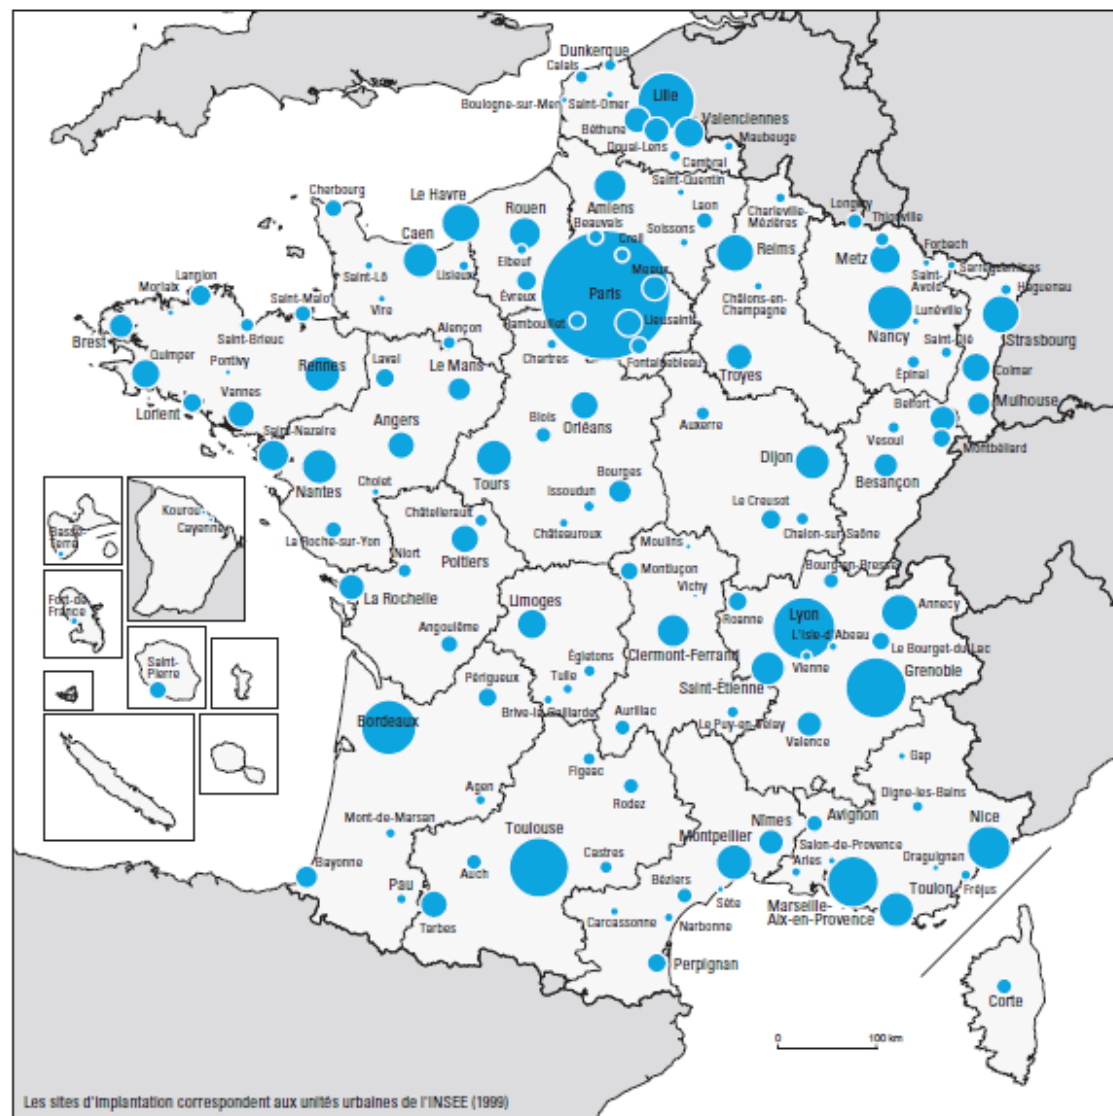 Dunkerque
Calais
Boulogne-sur-Mer
Saint-Omer
Lille
Béthune
Valenciennes
Douai-Lens
Maubeuge
Cambrai
Saint-Quentin
Cherbourg
Le Havre
Rouen
Amiens
Laon
Charleville-
Mézières
Longwy
Thionville
Beauvais
Creil
Soissons
Caen
Elbeuf
Reims
Metz
Forbach
Saint-Lô
Lisieux
Meaux
Saint-
Avold
Sarreguemines
Lannion
Morlaix
Évreux
Paris
Châlons-en-
Champagne
Haguenau
Saint-Malo
Vire
Lunéville
Brest
Saint-Brieuc
Alençon
Rambouillet
Lieusaint
Nancy
Strasbourg
Quimper
Pontivy
Rennes
Laval
Le Mans
Chartres
Fontainebleau
Troyes
Saint-Dié
Épinal
Colmar
Vannes
Lorient
Angers
Blois
Orléans
Auxerre
Belfort
Mulhouse
Saint-Nazaire
Vesoul
Montbéliard
Nantes
Cholet
Tours
Bourges
Issoudun
Dijon
Besançon
Kourou
Cayenne
Basse-
Terre
Châtellerault
Châteauroux
Le Creusot
Chalon-sur-Saône
La Roche-sur-Yon
Niort
Poitiers
Moulins
Montluçon
Vichy
Bourg-en-Bresse
Fort-de-
France
La Rochelle
Limoges
Roanne
Lyon
Annecy
Angoulême
L'Isle-d'Abeau
Le Bourget-du Lac
Saint-
Pierre
Égletons
Clermont-Ferrand
Vienne
Grenoble
Périgueux
Tulle
Saint-Étienne
Bordeaux
Brive-la Gaillarde
Aurillac
Le Puy-en-Velay
Valence
Figeac
Gap
Agen
Rodez
Digne-les-Bains
Mont-de-Marsan
Toulouse
Montpellier
Nîmes
Avignon
Nice
Salon-de-Provence
Bayonne
Auch
Castres
Arles
Draguignan
Pau
Béziers
Sète
Toulon
Fréjus
Tarbes
Carcassonne
Narbonne
Marseille-
Aix-en-Provence
Perpignan
Corte
0 100 km
Les sites d'implantation correspondent aux unités urbaines de l'INSEE (1999)